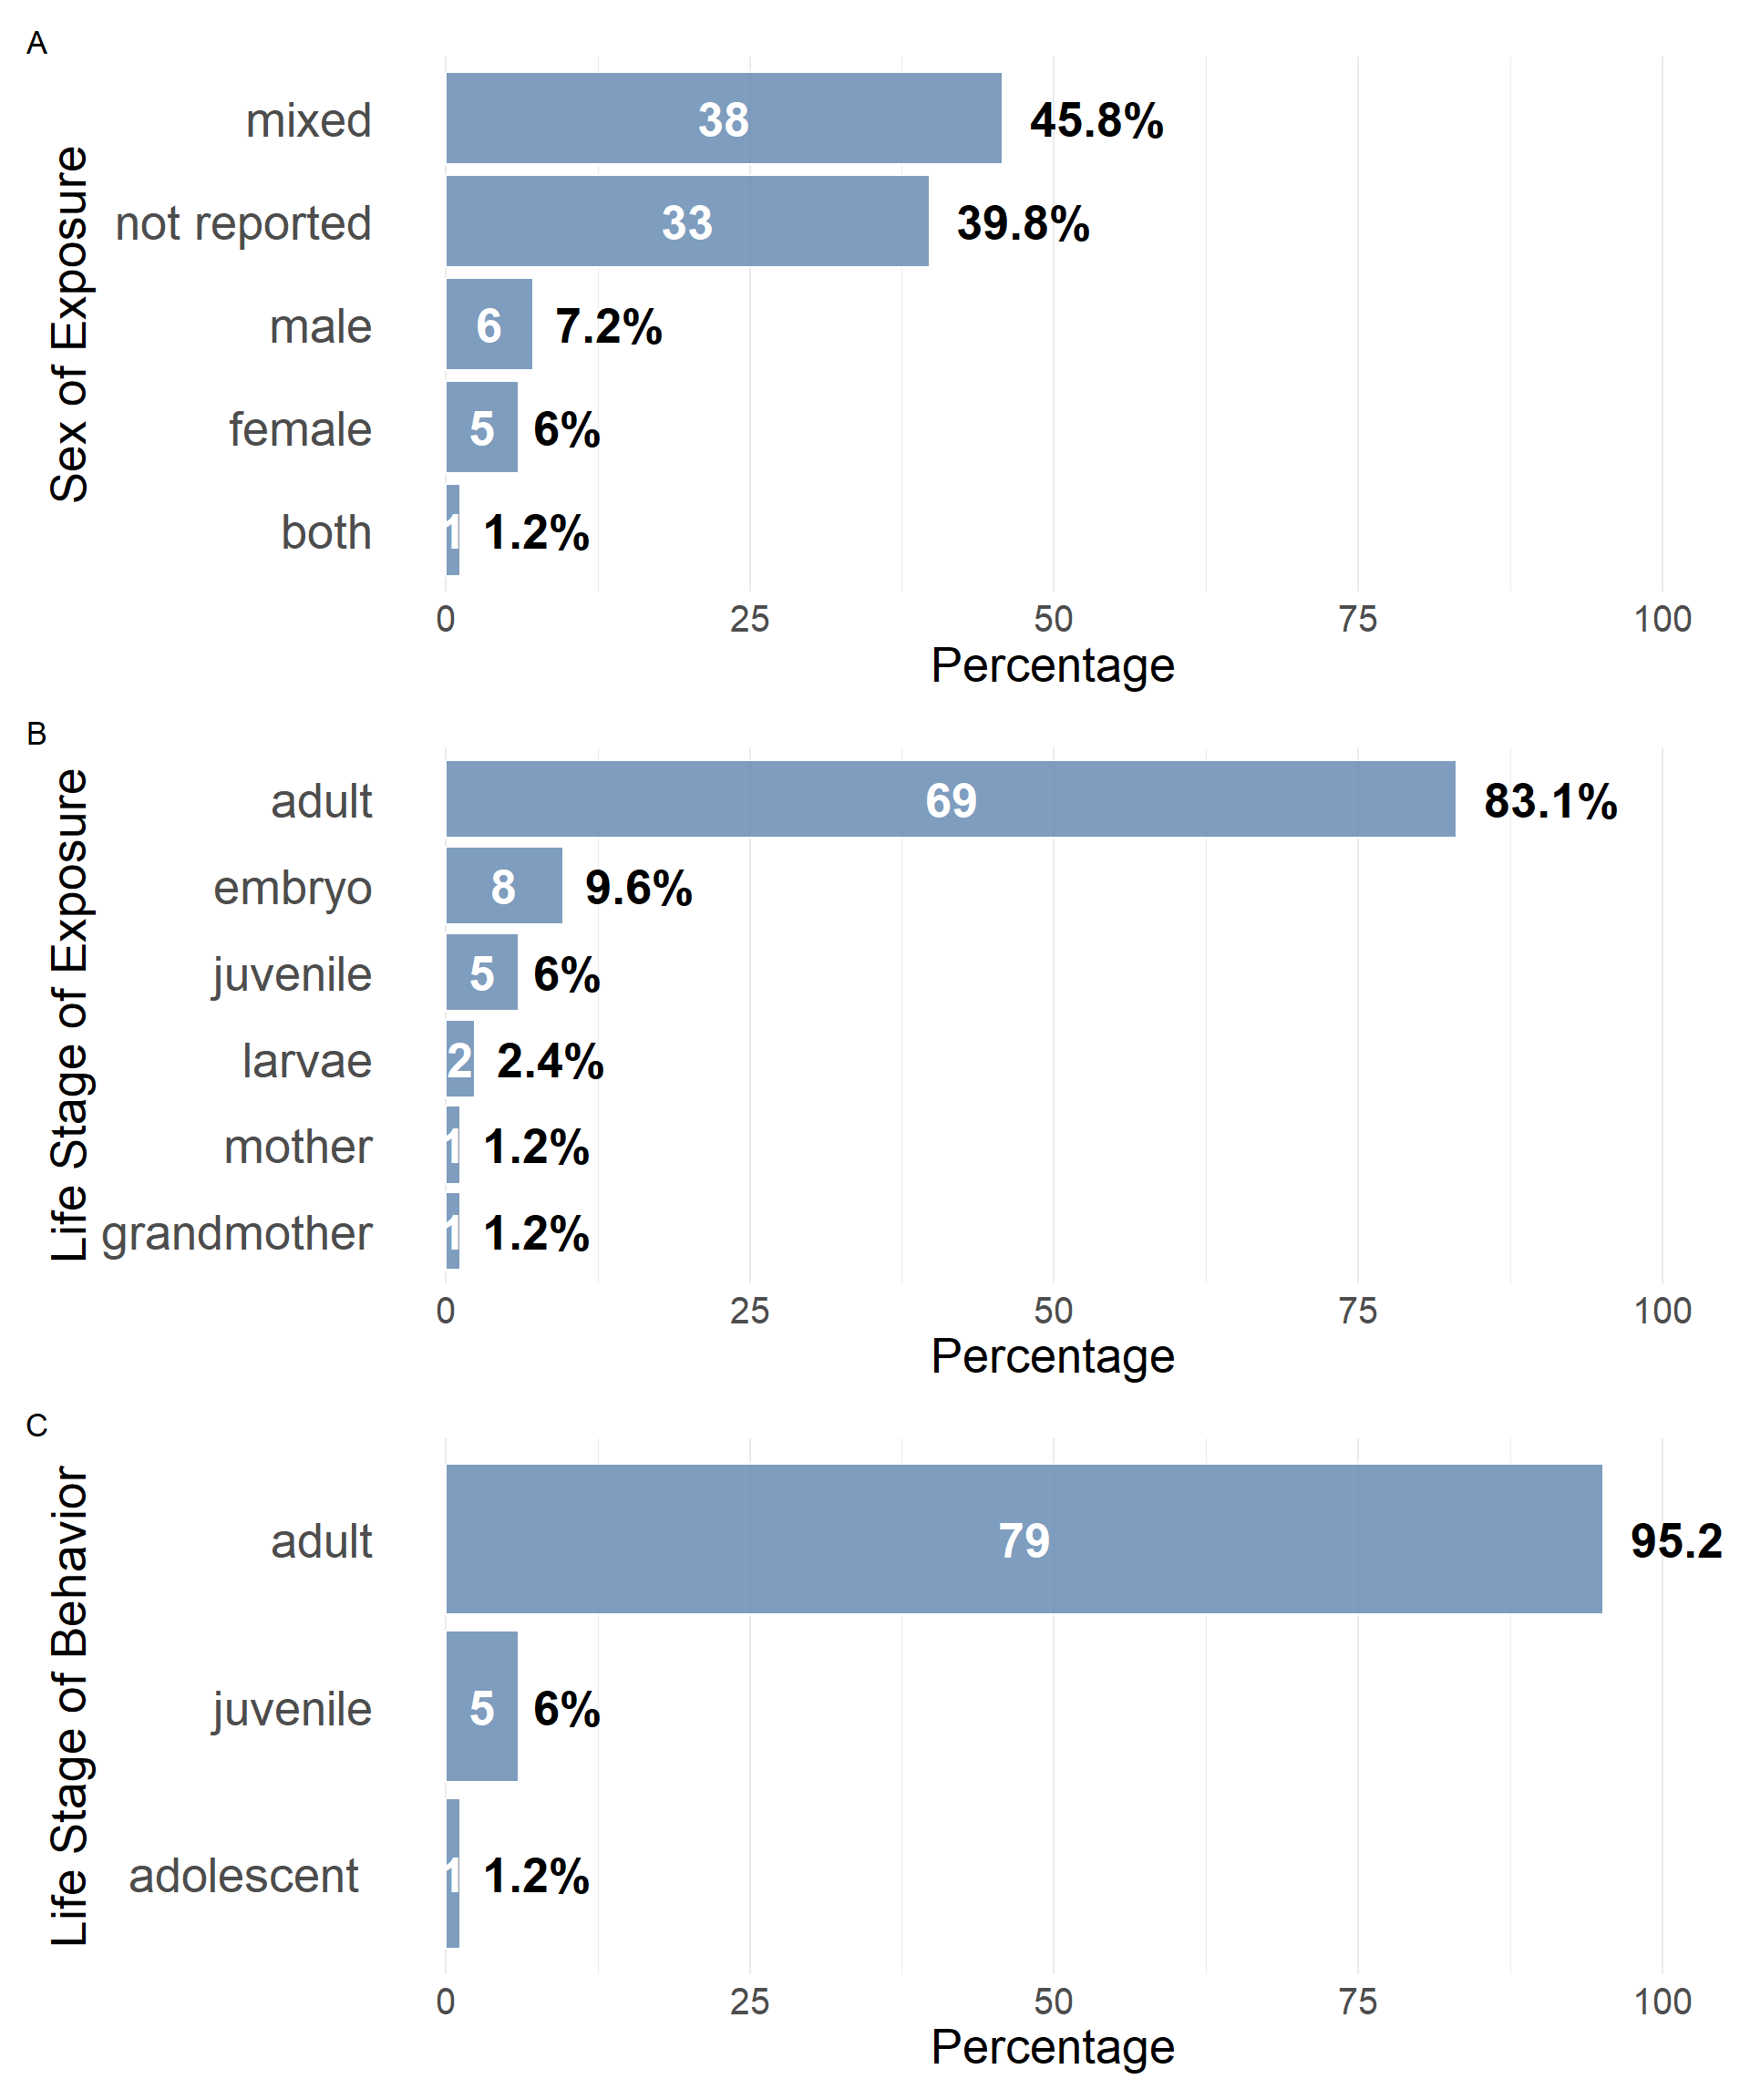 A
Sex of Exposure
mixed 38 45.8%
not reported 33 39.8%
male 6 7.2%
female 5 6%
both 1 1.2%
0 25 50 75 100
Percentage
B
Life Stage of Exposure
adult 69 83.1%
embryo 8 9.6%
juvenile 5 6%
larvae 2 2.4%
mother 1 1.2%
grandmother 1 1.2%
0 25 50 75 100
Percentage
C
Life Stage of Behavior
adult 79 95.2
juvenile 5 6%
adolescent 1 1.2%
0 25 50 75 100
Percentage